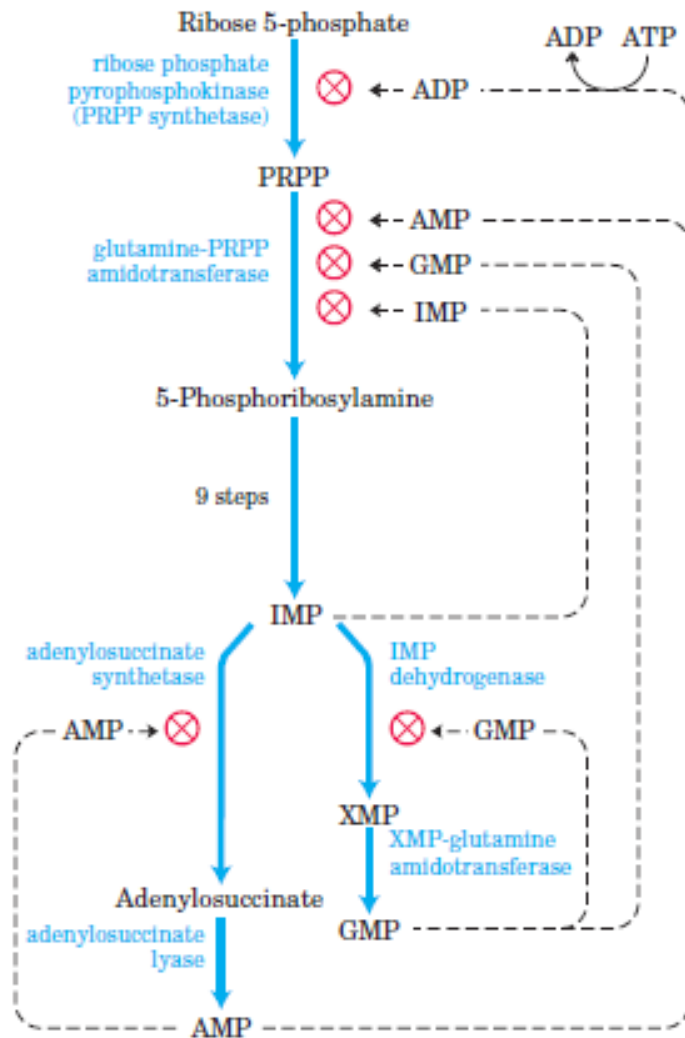 Ribose 5-phosphate
ADP ATP
ribose phosphate
pyrophosphokinase
(PRPP synthetase)
ADP
PRPP
AMP
glutamine-PRPP
amidotransferase
GMP
IMP
5-Phosphoribosylamine
9 steps
IMP
adenylosuccinate
synthetase
IMP
dehydrogenase
AMP
GMP
XMP
XMP-glutamine
amidotransferase
Adenylosuccinate
GMP
adenylosuccinate
lyase
AMP